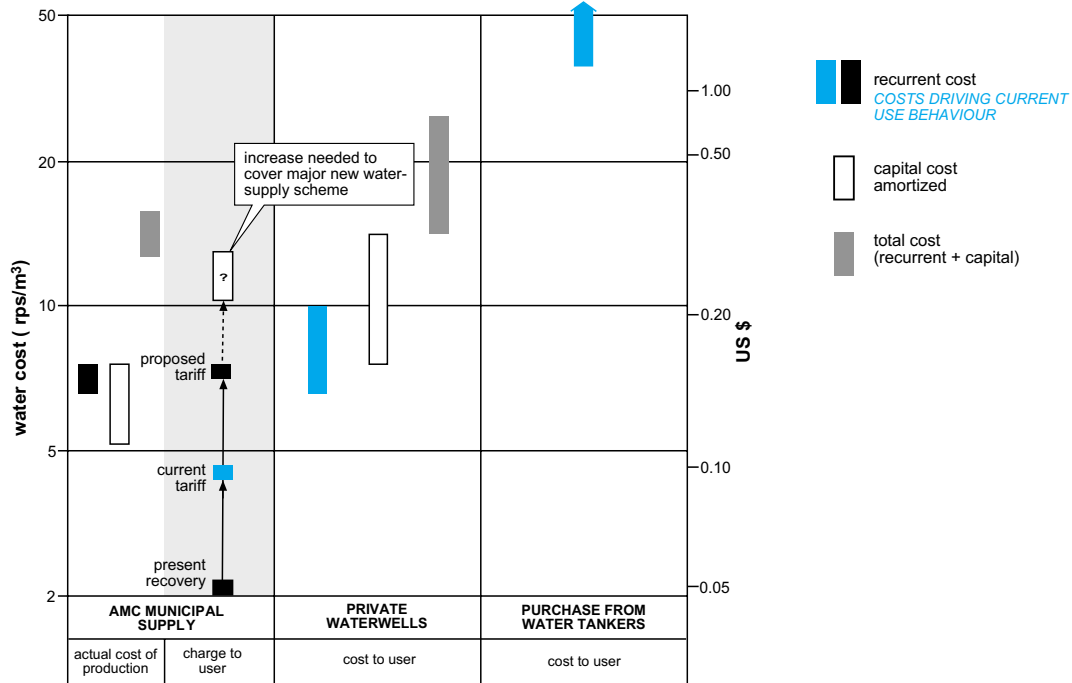 50
20
10
5
2
water cost ( rps/m³)
increase needed to
cover major new water-
supply scheme
?
proposed
tariff
current
tariff
present
recovery
1.00
0.50
0.20
0.10
0.05
US $
AMC MUNICIPAL
SUPPLY
PRIVATE
WATERWELLS
PURCHASE FROM
WATER TANKERS
actual cost of
production
charge to
user
cost to user
cost to user
recurrent cost
COSTS DRIVING CURRENT
USE BEHAVIOUR
capital cost
amortized
total cost
(recurrent + capital)